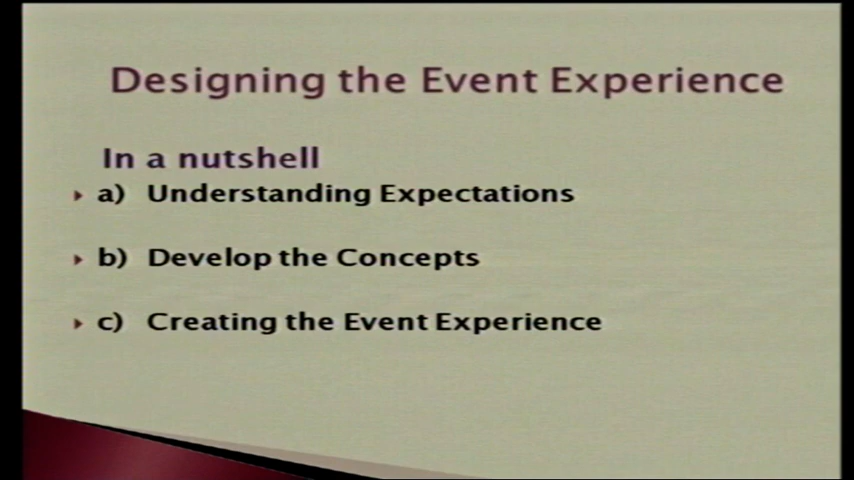 Designing the Event Experience
In a nutshell
a) Understanding Expectations
b) Develop the Concepts
c) Creating the Event Experience